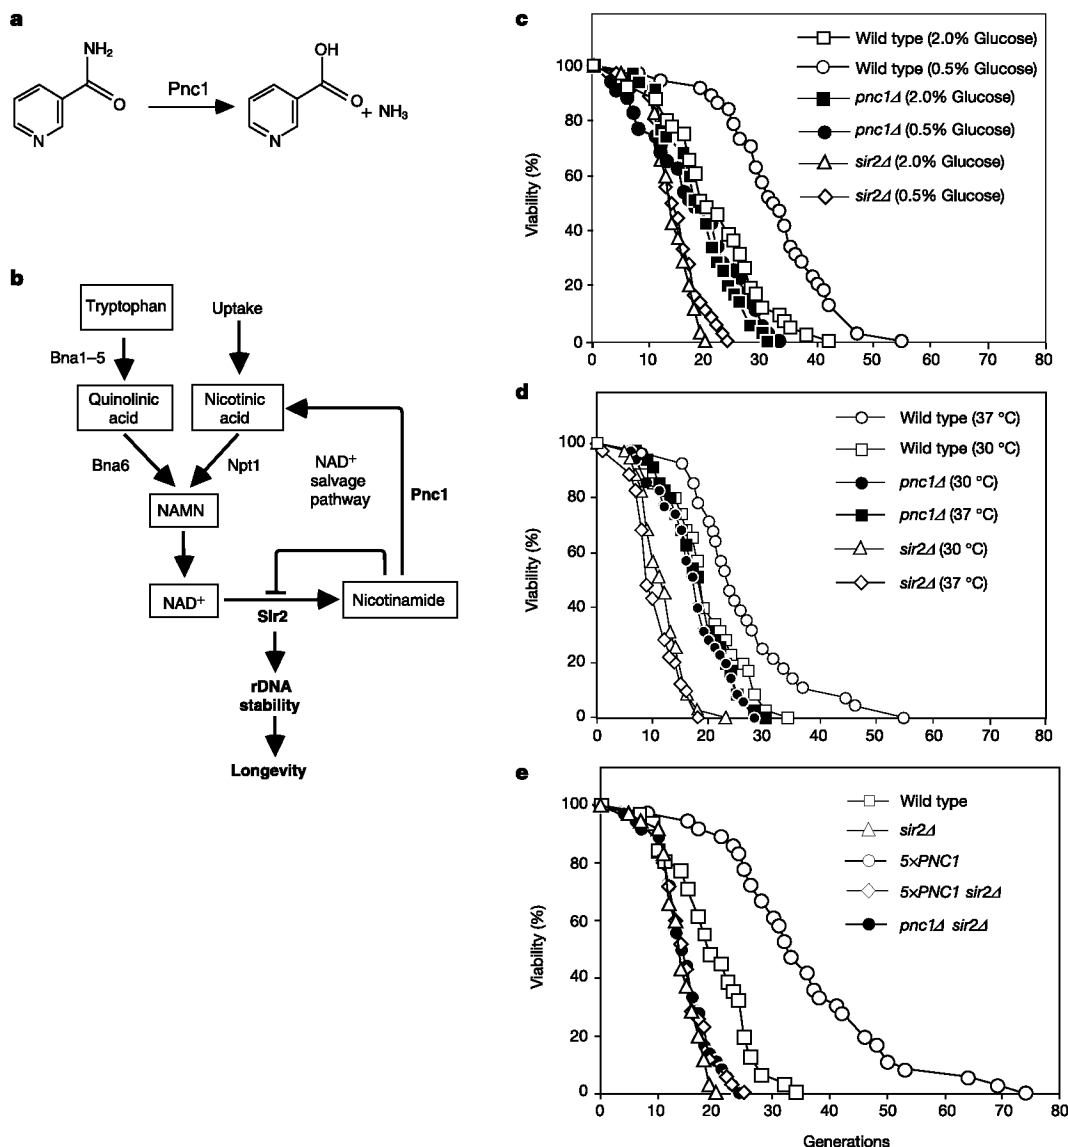 a
NH2
O
N
Pnc1
OH
O
+ NH3
N
b
Tryptophan
Uptake
Bna1–5
Quinolinic
acid
Nicotinic
acid
Bna6
Npt1
NAD+
salvage
pathway
Pnc1
NAMN
NAD+
Nicotinamide
Sir2
rDNA
stability
Longevity
c
Viability (%)
100
80
60
40
20
0
0 10 20 30 40 50 60 70 80
Wild type (2.0% Glucose)
Wild type (0.5% Glucose)
pnc1Δ (2.0% Glucose)
pnc1Δ (0.5% Glucose)
sir2Δ (2.0% Glucose)
sir2Δ (0.5% Glucose)
d
Viability (%)
100
80
60
40
20
0
0 10 20 30 40 50 60 70 80
Wild type (37 °C)
Wild type (30 °C)
pnc1Δ (30 °C)
pnc1Δ (37 °C)
sir2Δ (30 °C)
sir2Δ (37 °C)
e
Viability (%)
100
80
60
40
20
0
0 10 20 30 40 50 60 70 80
Generations
Wild type
sir2Δ
5×PNC1
5×PNC1 sir2Δ
pnc1Δ sir2Δ